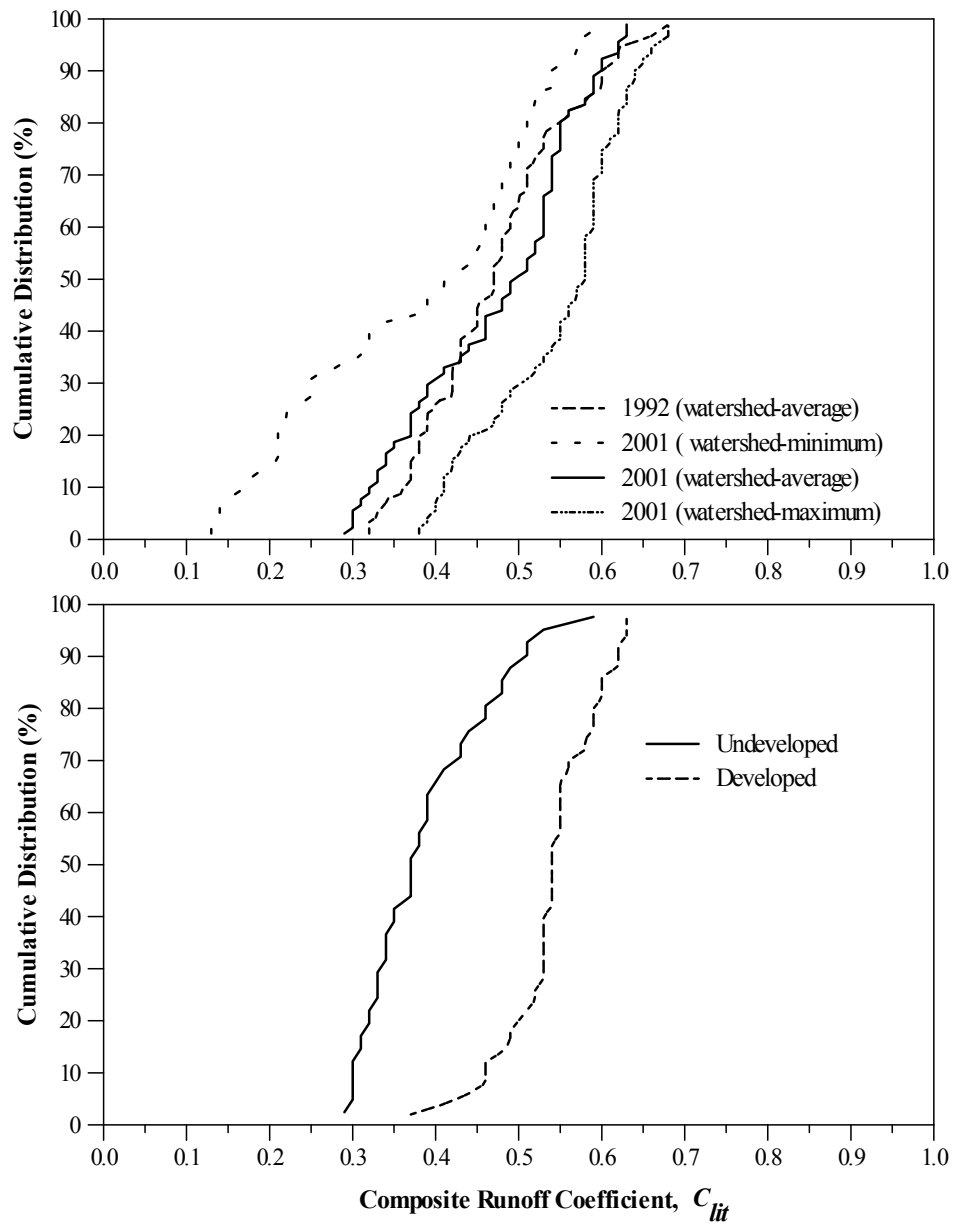 100
90
80
70
60
50
40
30
20
10
0
Cumulative Distribution (%)
1992 (watershed-average)
2001 ( watershed-minimum)
2001 (watershed-average)
2001 (watershed-maximum)
0.0 0.1 0.2 0.3 0.4 0.5 0.6 0.7 0.8 0.9 1.0
100
90
80
70
60
50
40
30
20
10
0
Cumulative Distribution (%)
Undeveloped
Developed
0.0 0.1 0.2 0.3 0.4 0.5 0.6 0.7 0.8 0.9 1.0
Composite Runoff Coefficient, C lit